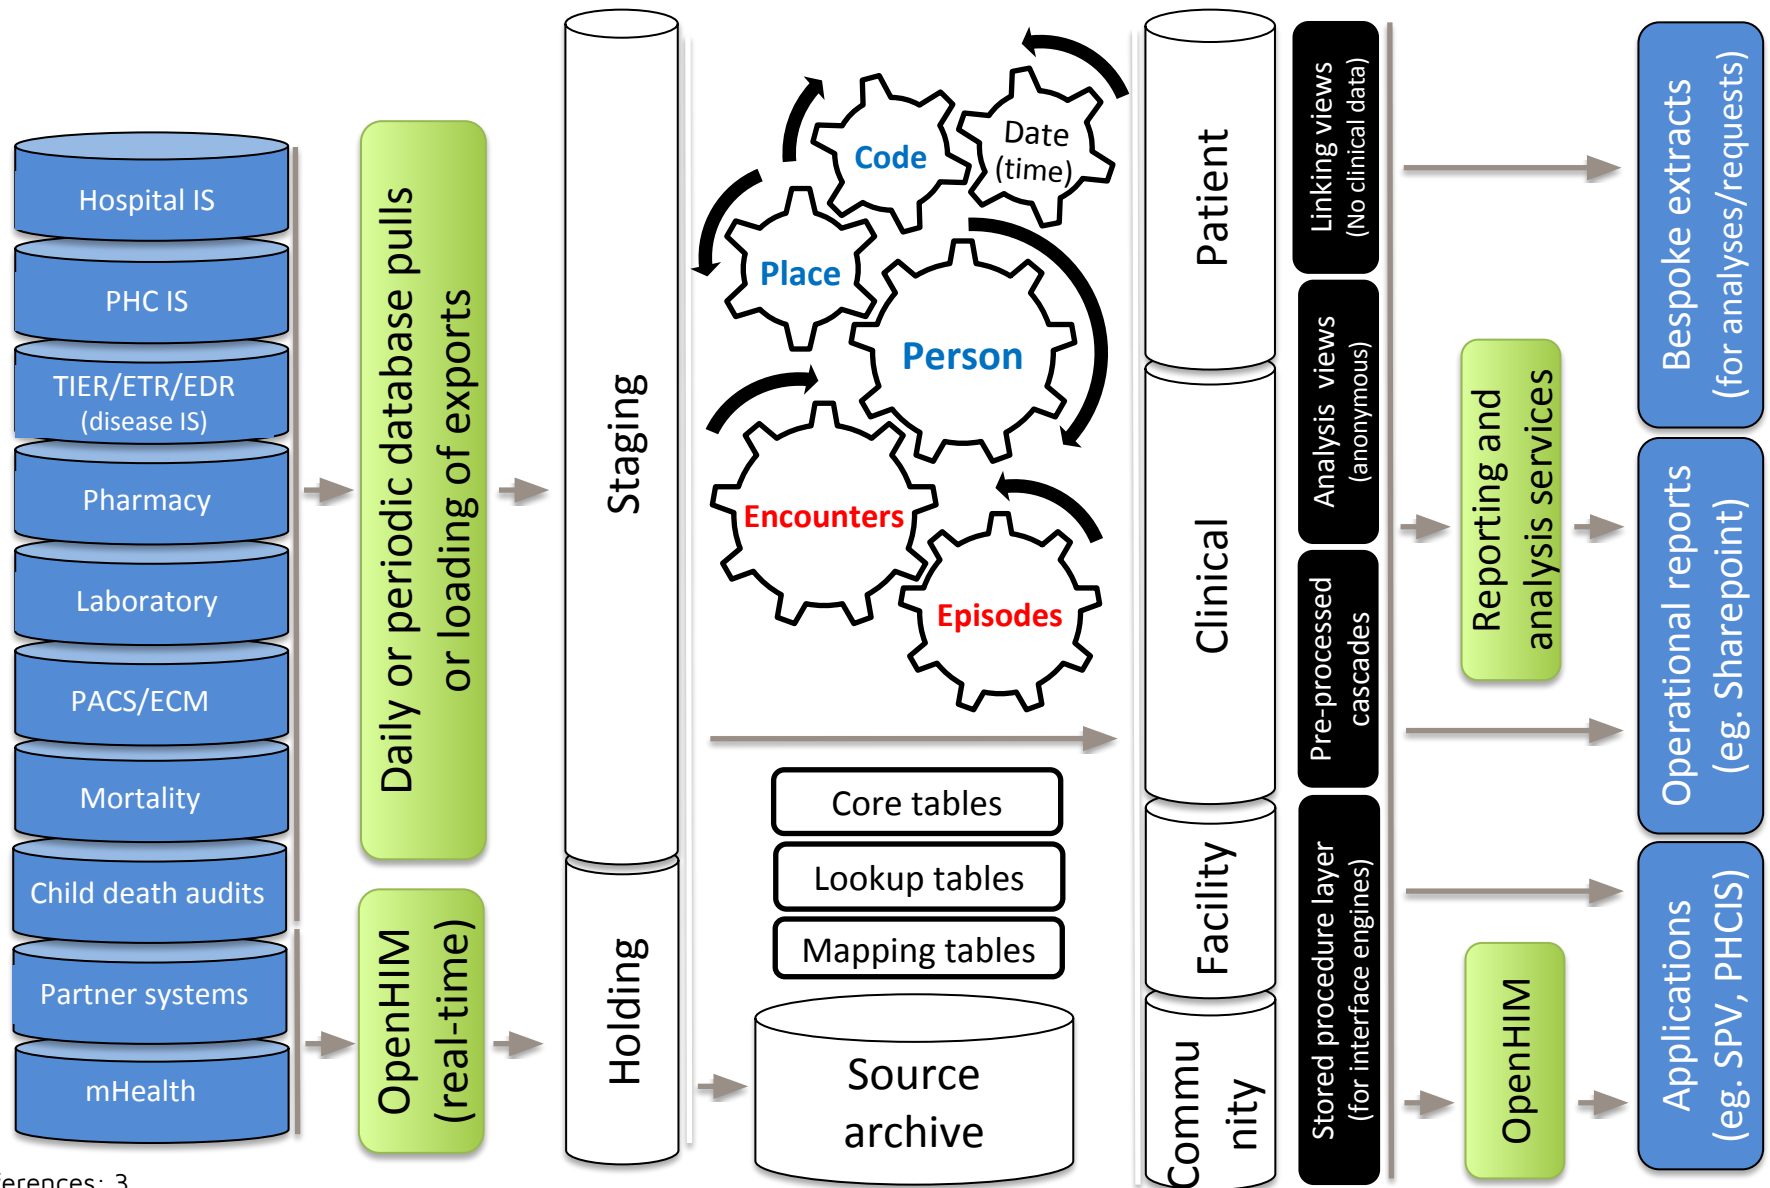 Hospital IS
PHC IS
TIER/ETR/EDR
(disease IS)
Pharmacy
Laboratory
PACS/ECM
Mortality
Child death audits
Partner systems
mHealth
Daily or periodic database pulls
or loading of exports
OpenHIM
(real-time)
Staging
Holding
Code
Date
(time)
Place
Person
Encounters
Episodes
Core tables
Lookup tables
Mapping tables
Source
archive
Patient
Clinical
Facility
Commu
nity
Linking views
(No clinical data)
Analysis views
(anonymous)
Pre-processed
cascades
Stored procedure layer
(for interface engines)
Reporting and
analysis services
OpenHIM
Bespoke extracts
(for analyses/requests)
Operational reports
(eg. Sharepoint)
Applications
(eg. SPV, PHCIS)
ferences: 3